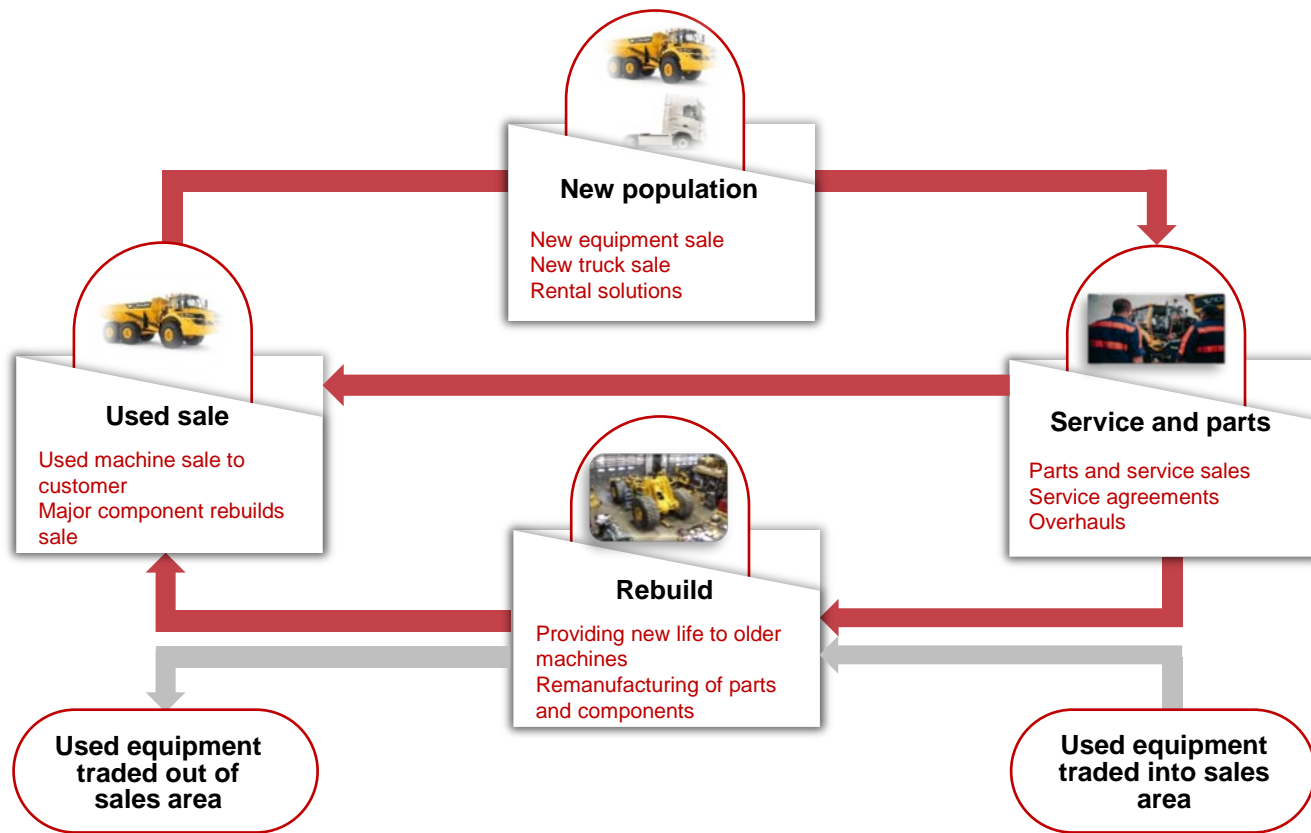 New population
New equipment sale
New truck sale
Rental solutions
Used sale
Used machine sale to
customer
Major component rebuilds
sale
Service and parts
Parts and service sales
Service agreements
Overhauls
Rebuild
Providing new life to older
machines
Remanufacturing of parts
and components
Used equipment
traded out of
sales area
Used equipment
traded into sales
area